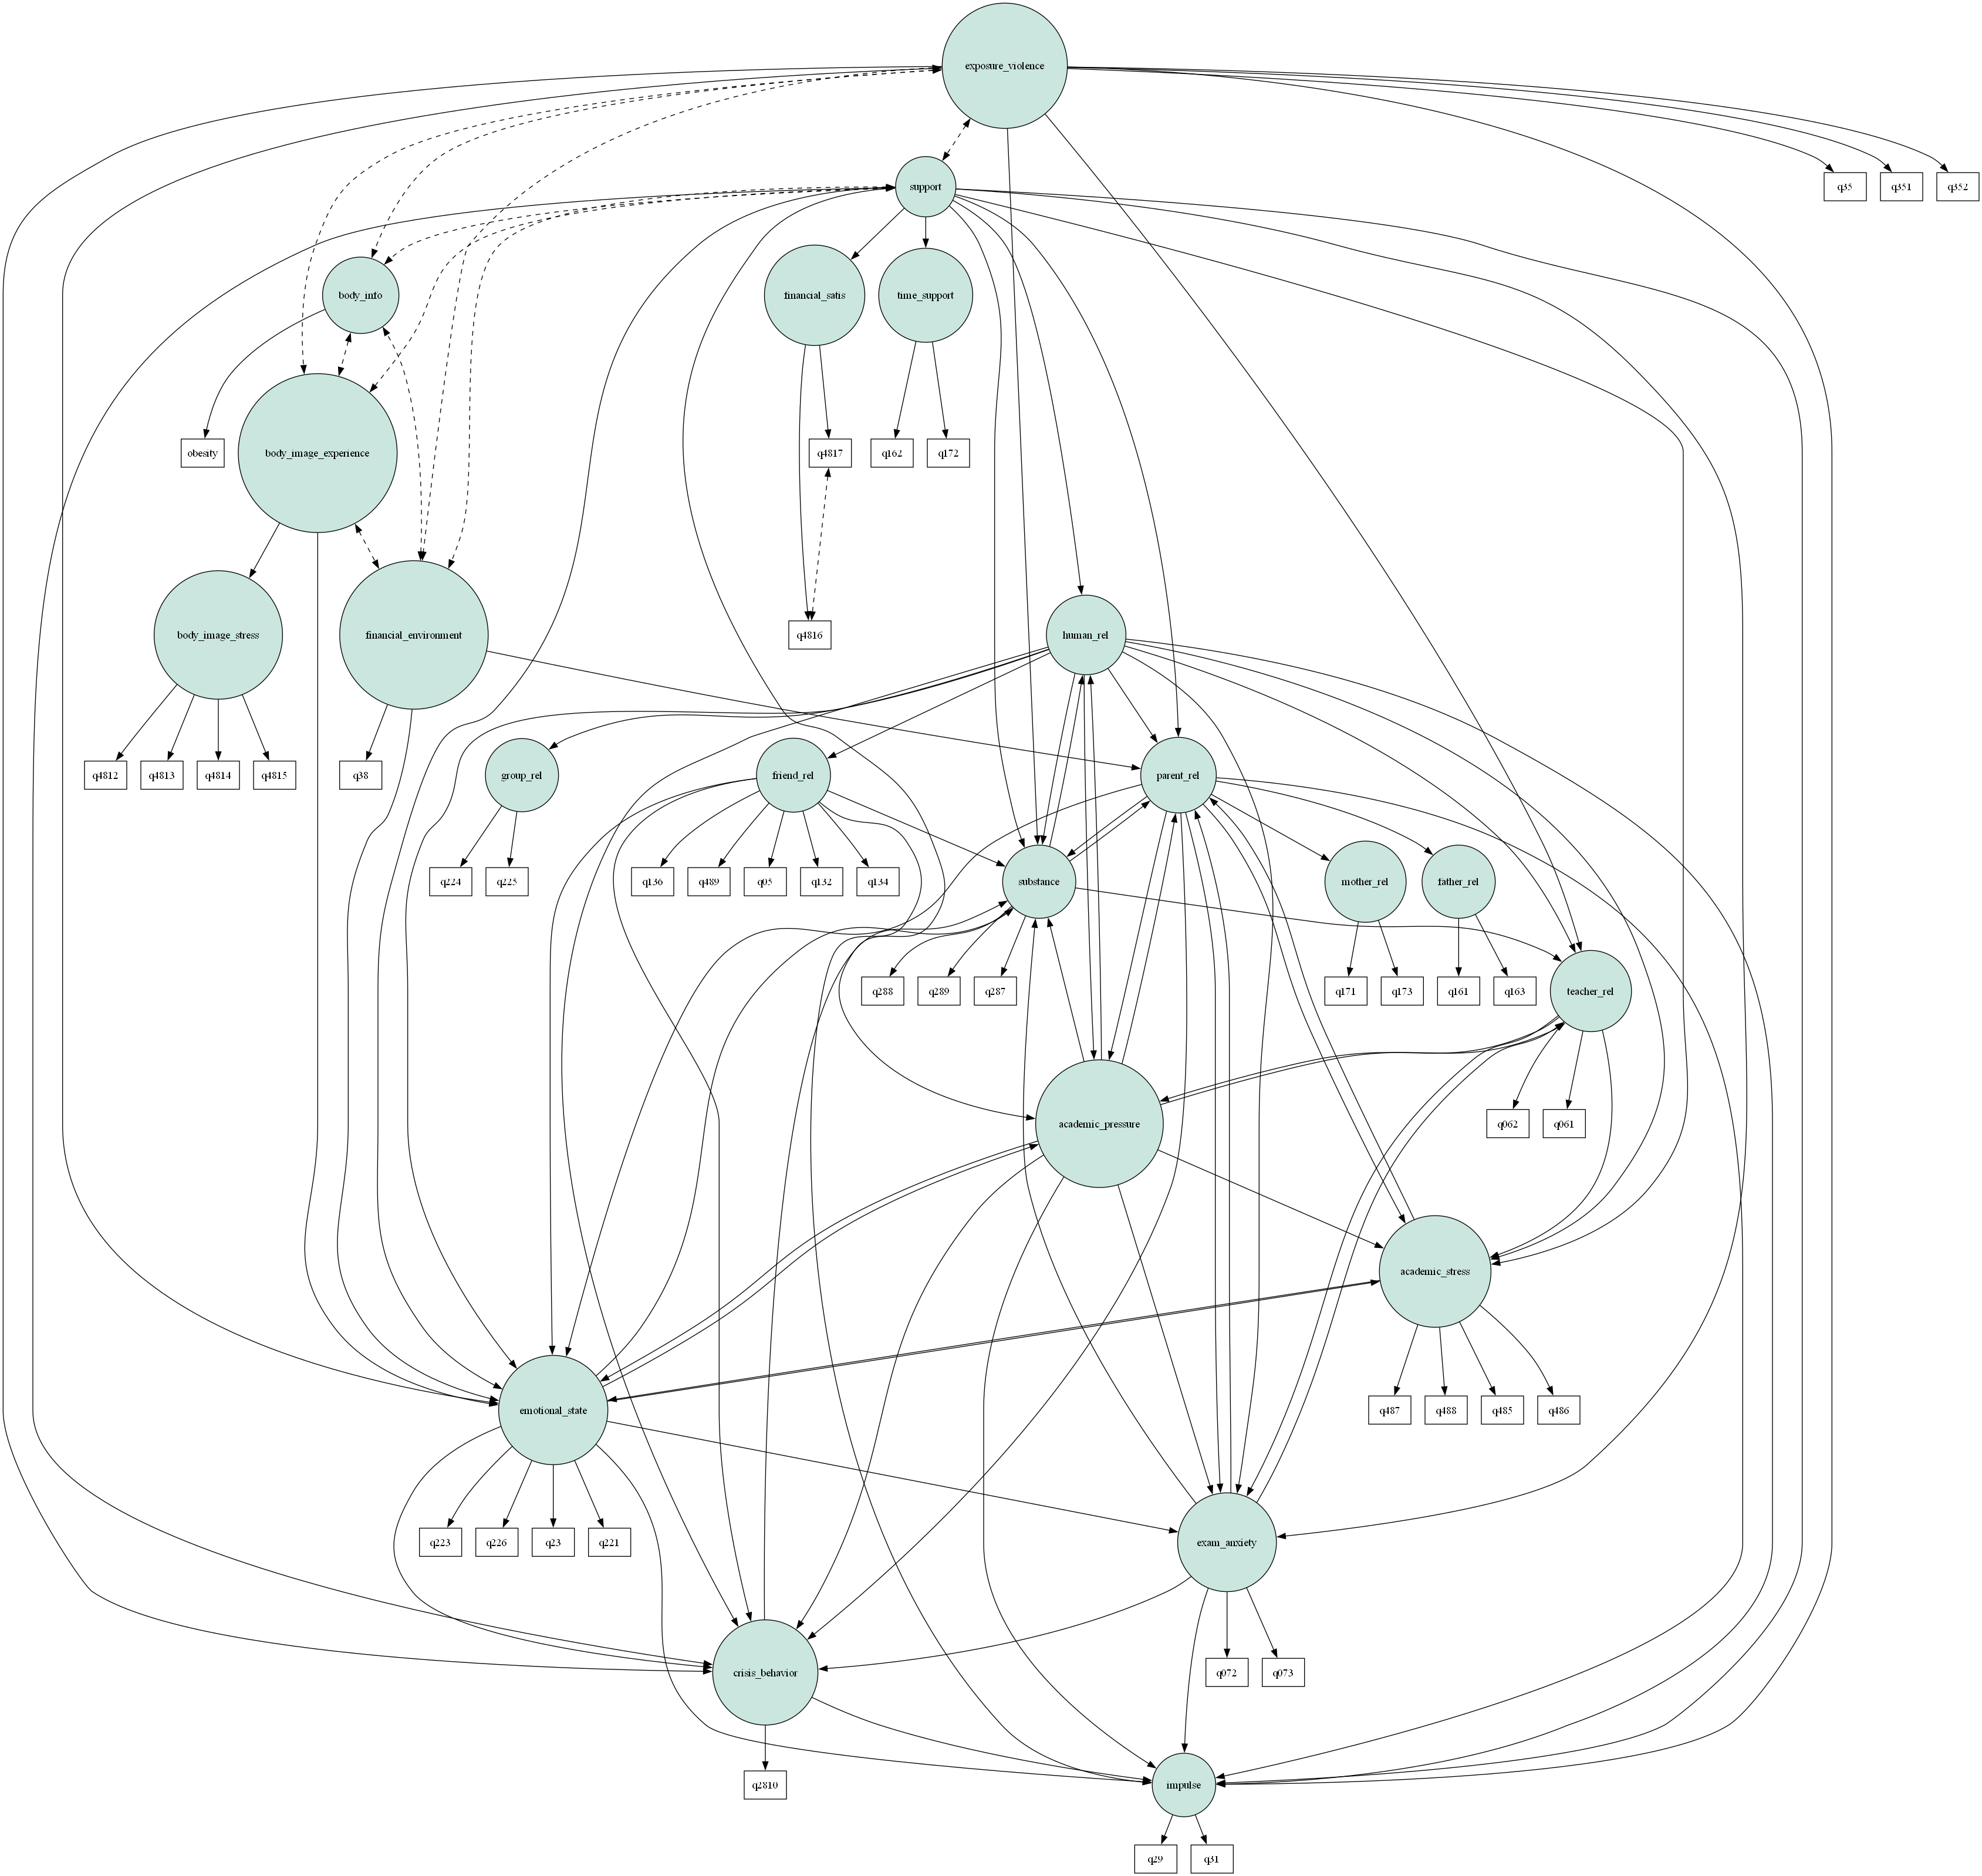 exposure_violence
support
q35
q351
q352
body_info
financial_satis
time_support
obesity
body_image_experience
q4817
q162
q172
body_image_stress
financial_environment
q4816
human_rel
q4812
q4813
q4814
q4815
q38
group_rel
friend_rel
parent_rel
q224
q225
q136
q489
q05
q132
q134
substance
mother_rel
father_rel
q288
q289
q287
q171
q173
q161
q163
teacher_rel
academic_pressure
q062
q061
academic_stress
emotional_state
q487
q488
q485
q486
q223
q226
q23
q221
exam_anxiety
crisis_behavior
q072
q073
q2810
impulse
q29
q31